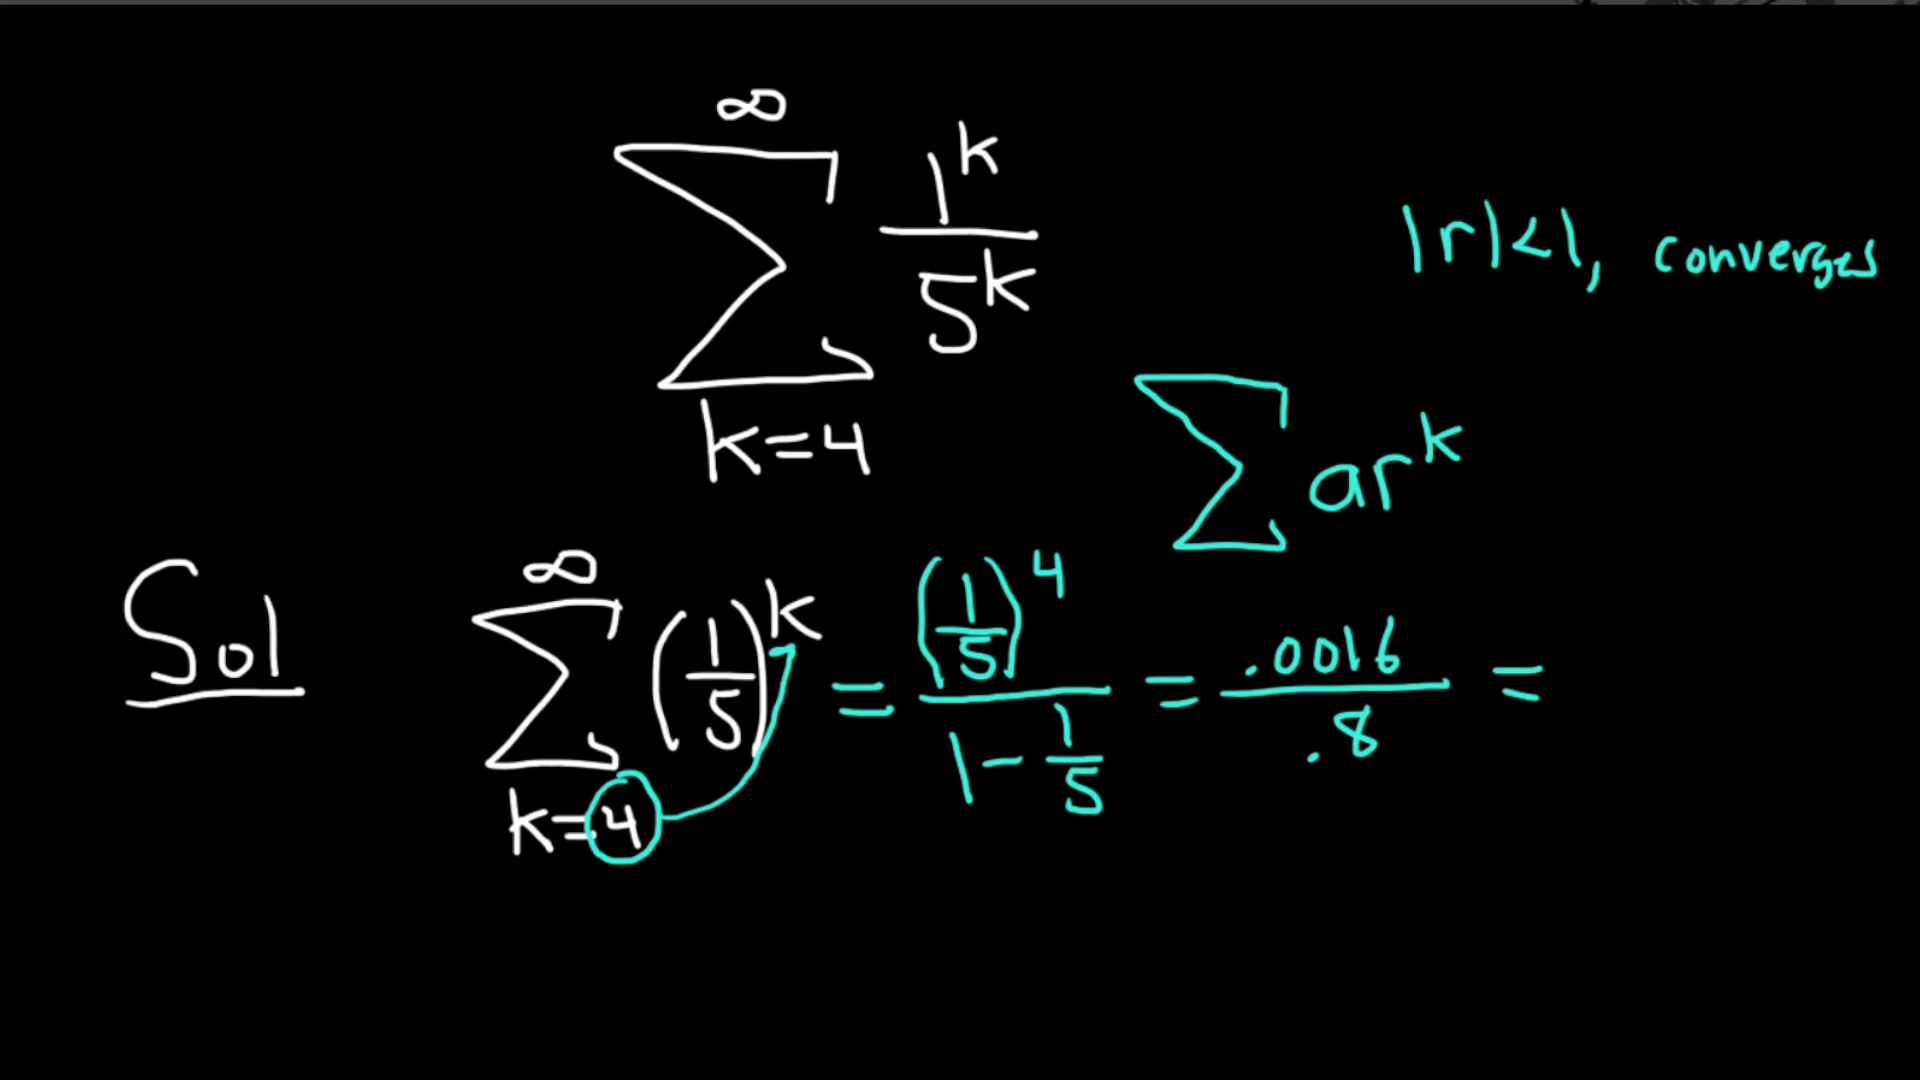 ∑_{k=4}^{∞} 1^k/5^k
|r|<1, converges
∑ ar^k
Sol ∑_{k=4}^{∞} (1/5)^k = (1/5)^4/(1-1/5) = .0016/.8 =